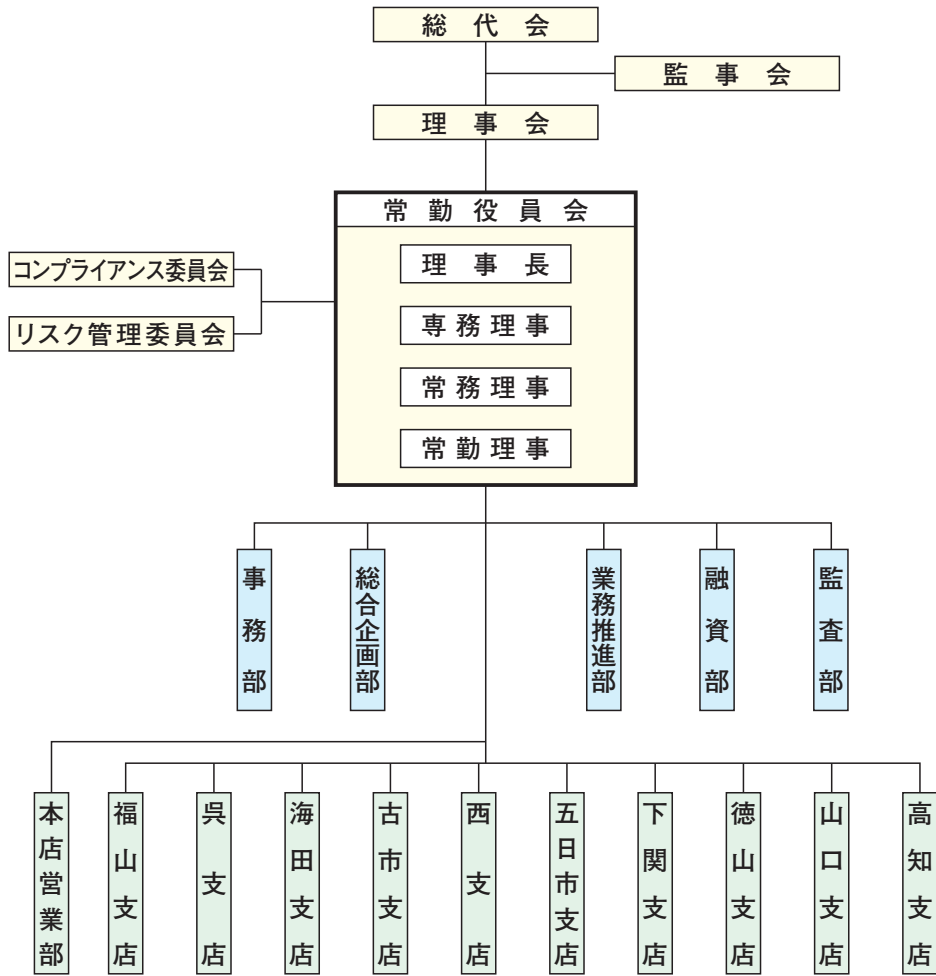 総代会
監事会
理事会
常勤役員会
理事長
専務理事
常務理事
常勤理事
コンプライアンス委員会
リスク管理委員会
事務部
総合企画部
業務推進部
融資部
監査部
本店営業部
福山支店
呉支店
海田支店
古市支店
西支店
五日市支店
下関支店
徳山支店
山口支店
高知支店